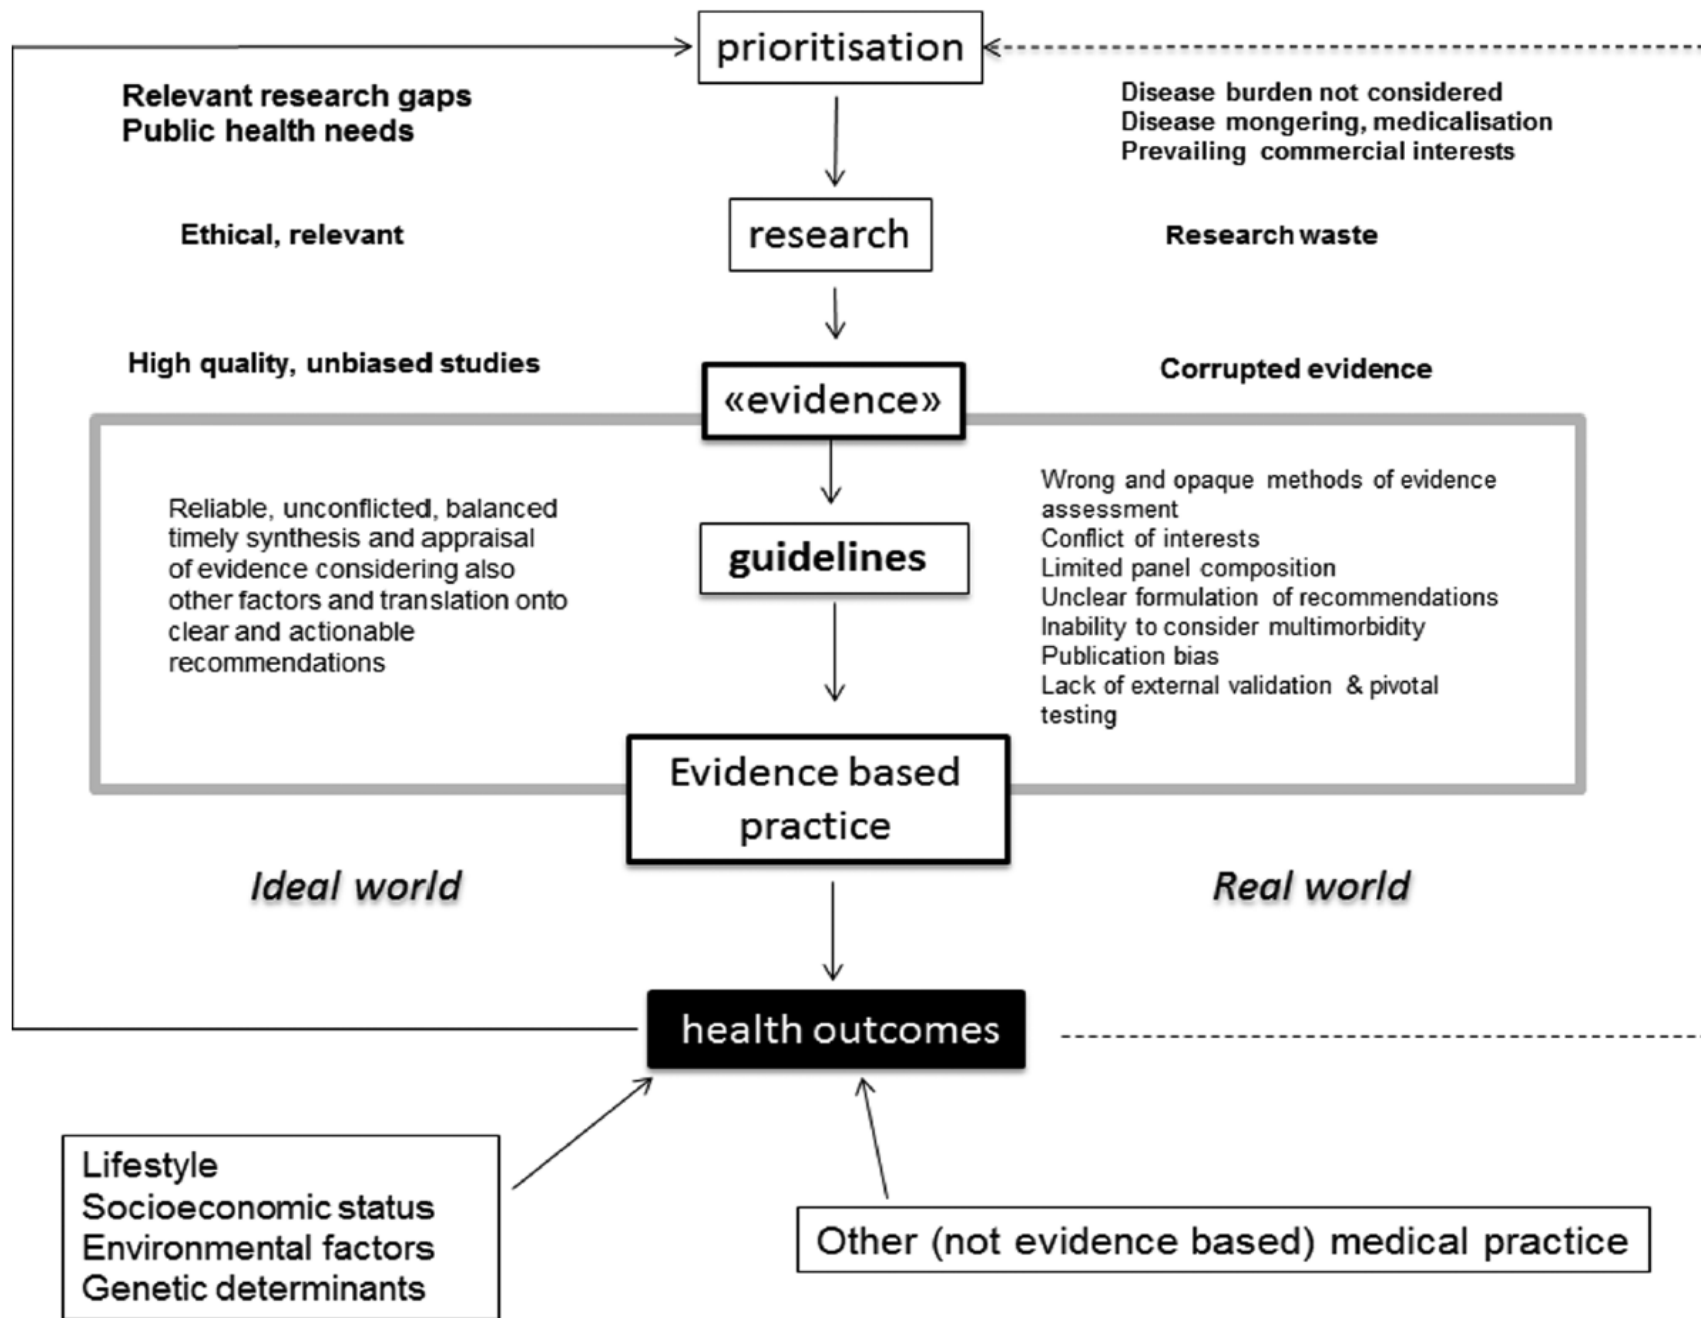 prioritisation
Relevant research gaps
Public health needs
Disease burden not considered
Disease mongering, medicalisation
Prevailing commercial interests
Ethical, relevant
research
Research waste
High quality, unbiased studies
«evidence»
Corrupted evidence
Reliable, unconflicted, balanced
timely synthesis and appraisal
of evidence considering also
other factors and translation onto
clear and actionable
recommendations
guidelines
Wrong and opaque methods of evidence
assessment
Conflict of interests
Limited panel composition
Unclear formulation of recommendations
Inability to consider multimorbidity
Publication bias
Lack of external validation & pivotal
testing
Evidence based
practice
Ideal world
Real world
health outcomes
Lifestyle
Socioeconomic status
Environmental factors
Genetic determinants
Other (not evidence based) medical practice